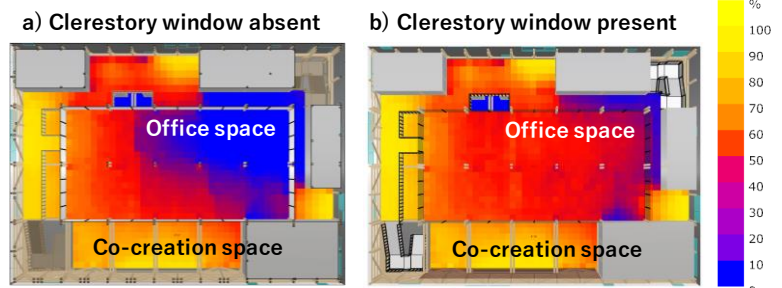 a) Clerestory window absent
b) Clerestory window present
%
100
90
80
70
60
50
40
30
20
10
Office space
Co-creation space
Office space
Co-creation space